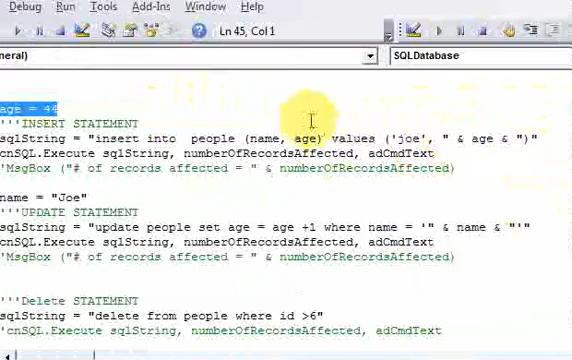 Debug Run Tools Add-Ins Window Help
Ln 45, Col 1
neral) SQLDatabase
age = 44
'''INSERT STATEMENT
sqlString = "insert into  people (name, age) values ('joe', " & age & ")"
cnSQL.Execute sqlString, numberOfRecordsAffected, adCmdText
'MsgBox ("# of records affected = " & numberOfRecordsAffected)
name = "Joe"
'''UPDATE STATEMENT
sqlString = "update people set age = age +1 where name = '" & name & "'"
cnSQL.Execute sqlString, numberOfRecordsAffected, adCmdText
'MsgBox ("# of records affected = " & numberOfRecordsAffected)
'''Delete STATEMENT
sqlString = "delete from people where id >6"
'cnSQL.Execute sqlString, numberOfRecordsAffected, adCmdText